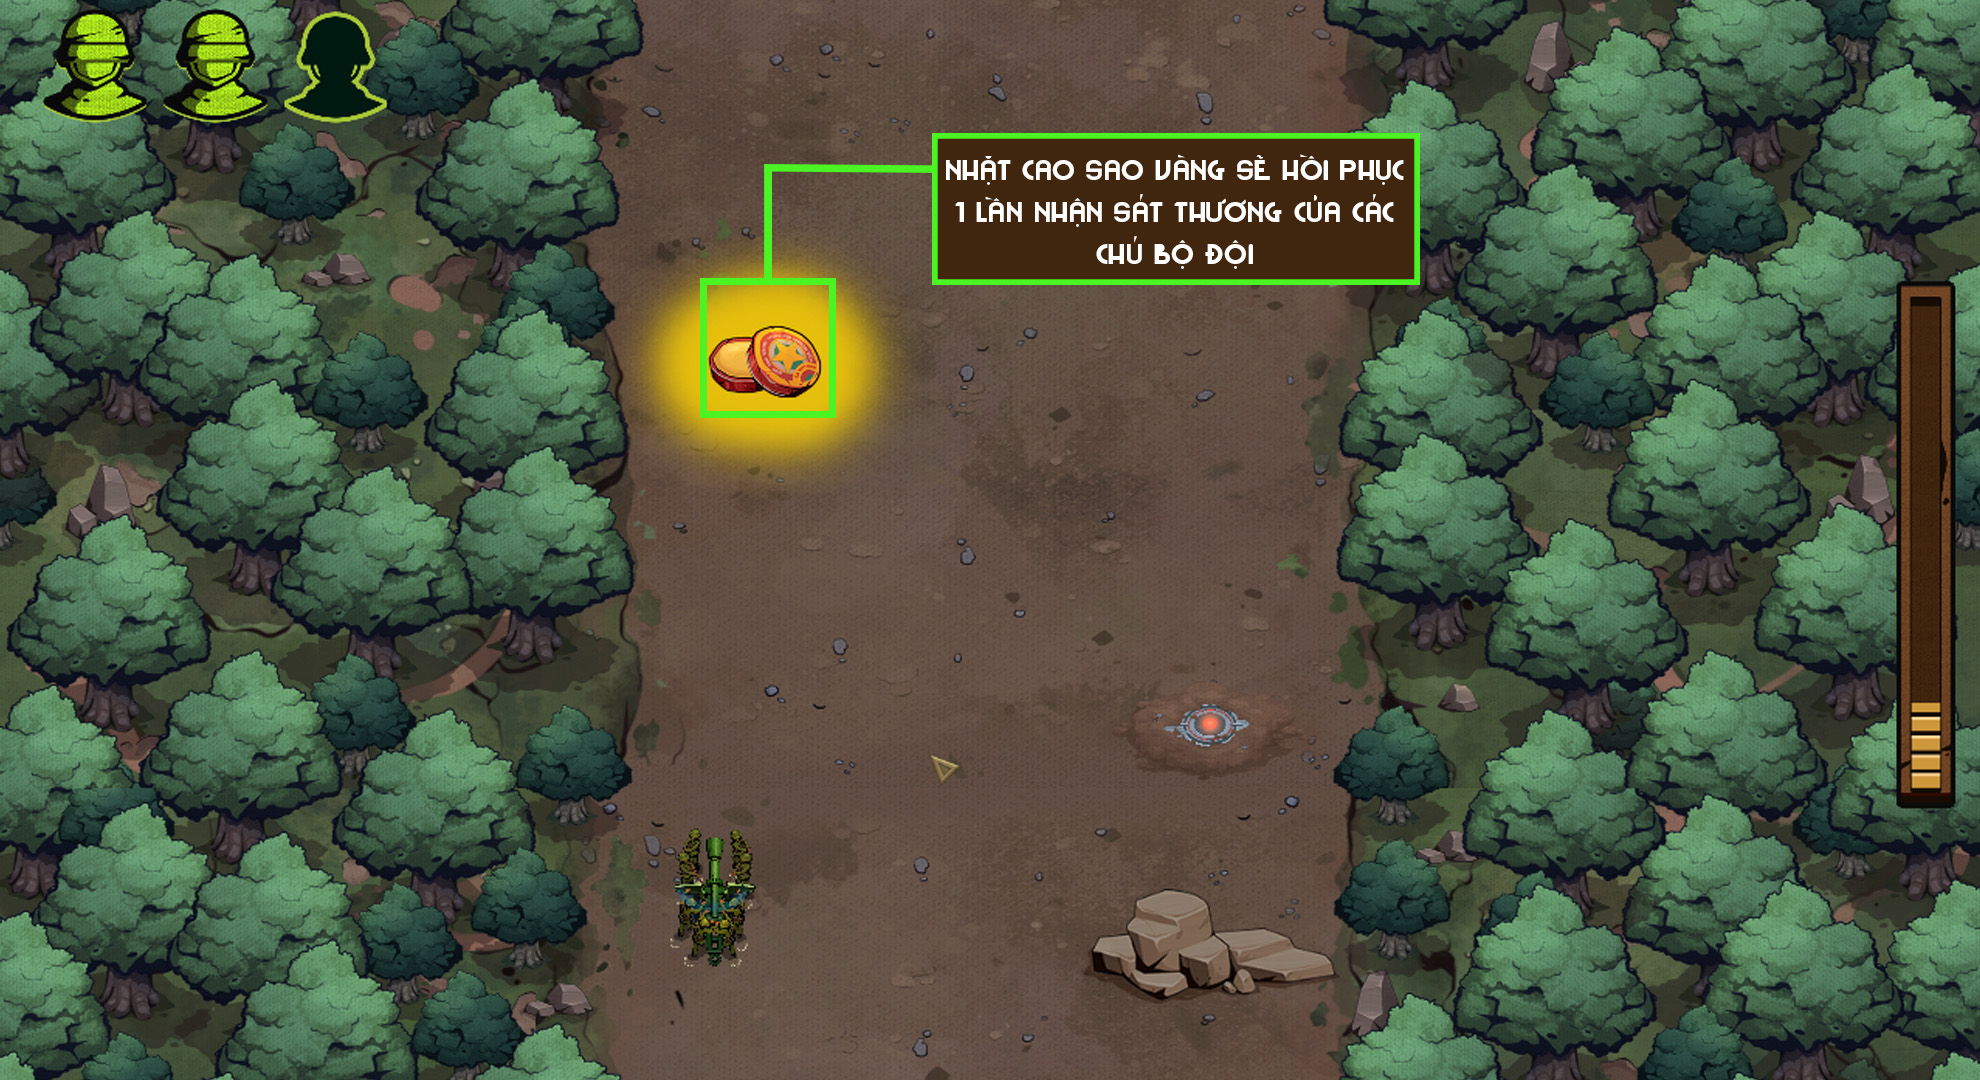 NHẶT CAO SAO VÀNG SẼ HỒI PHỤC
1 LẦN NHẬN SÁT THƯƠNG CỦA CÁC
CHÚ BỘ ĐỘI